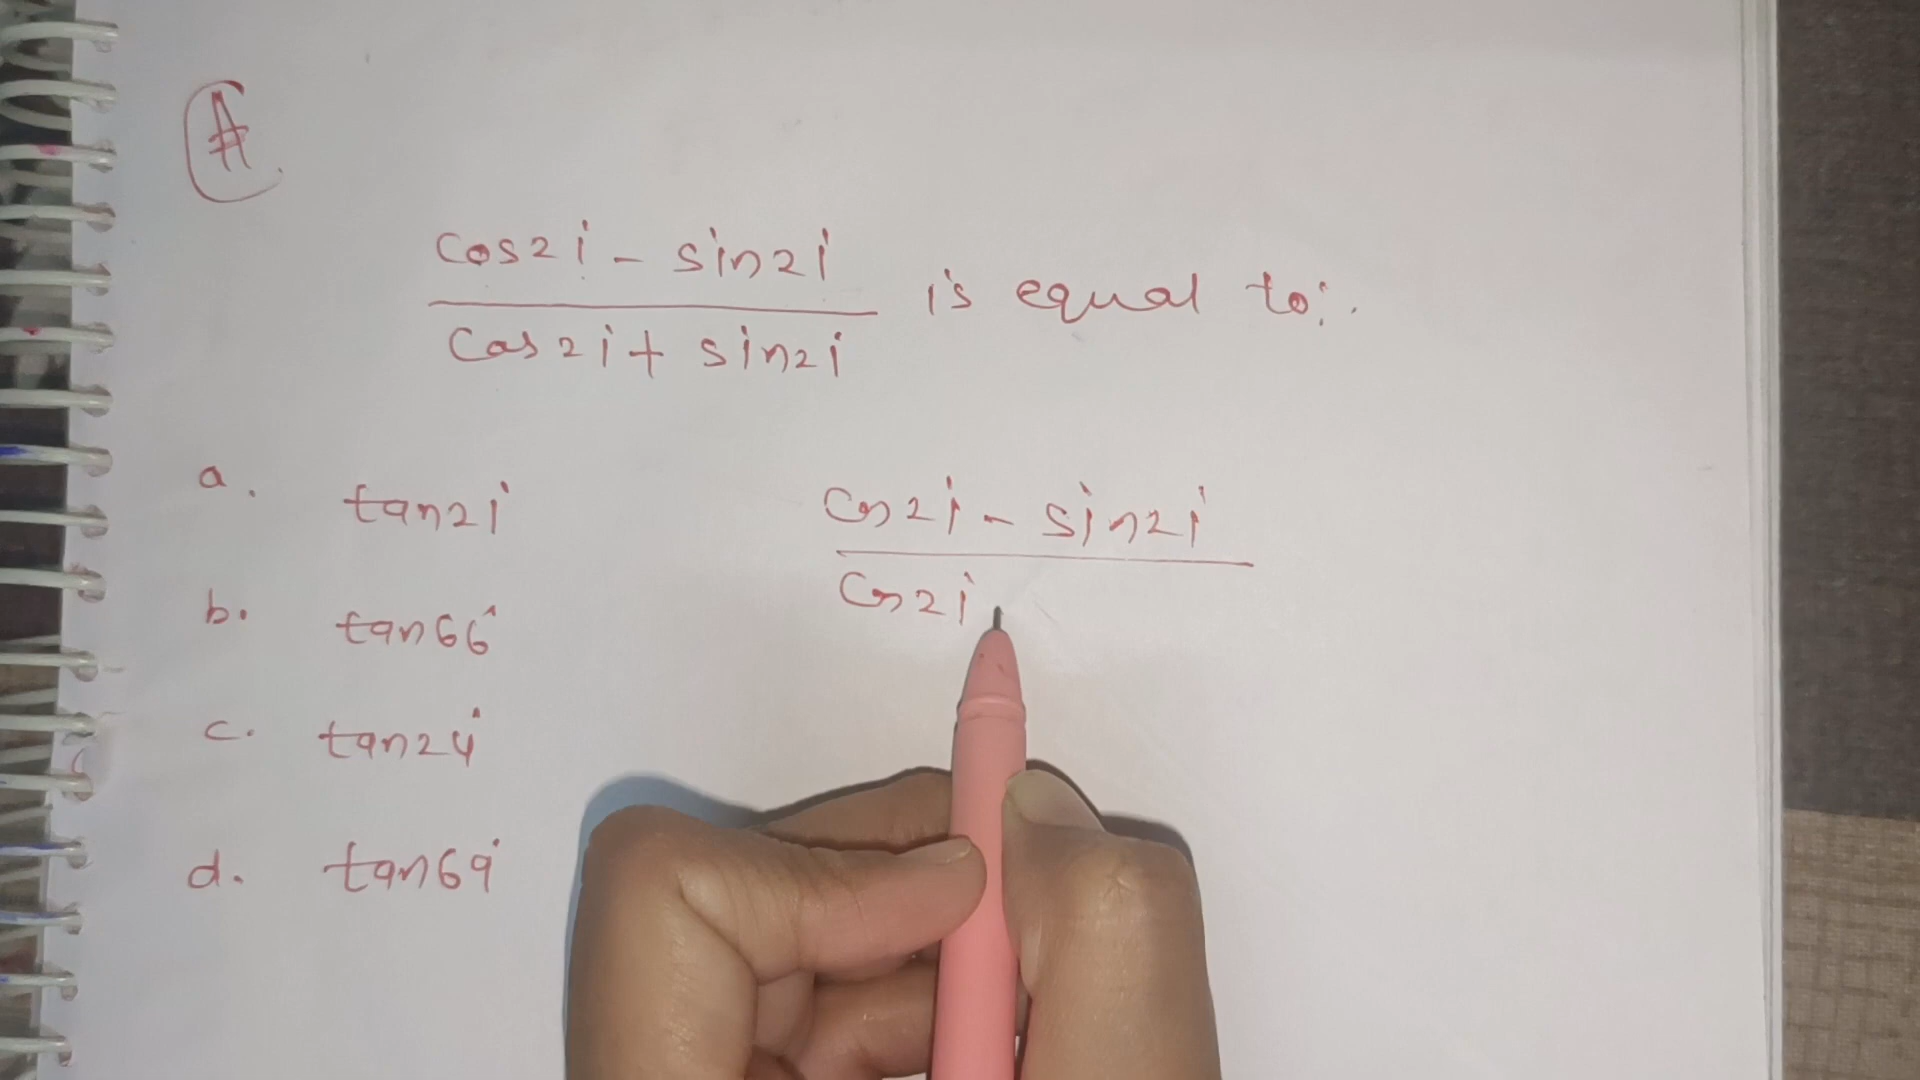 #.
cos21° - sin21°
cos21° + sin21°
is equal to:.
a. tan21°
cos21° - sin21°
cos21°
b. tan66°
c. tan24°
d. tan69°